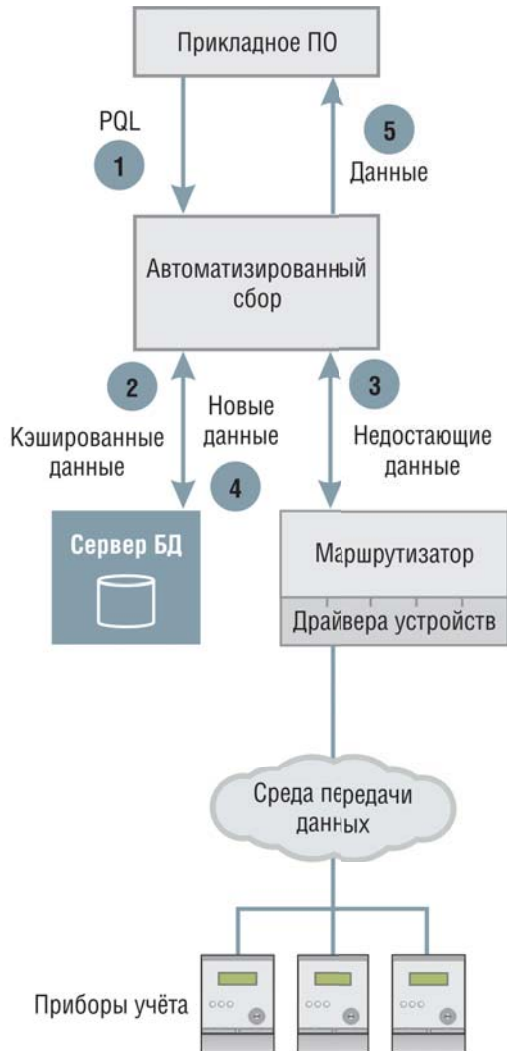 Прикладное ПО
PQL
1
5
Данные
Автоматизированный
сбор
2
3
Кэшированные
данные
Новые
данные
Недостающие
данные
4
Сервер БД
Маршрутизатор
Драйвера устройств
Среда передачи
данных
Приборы учёта